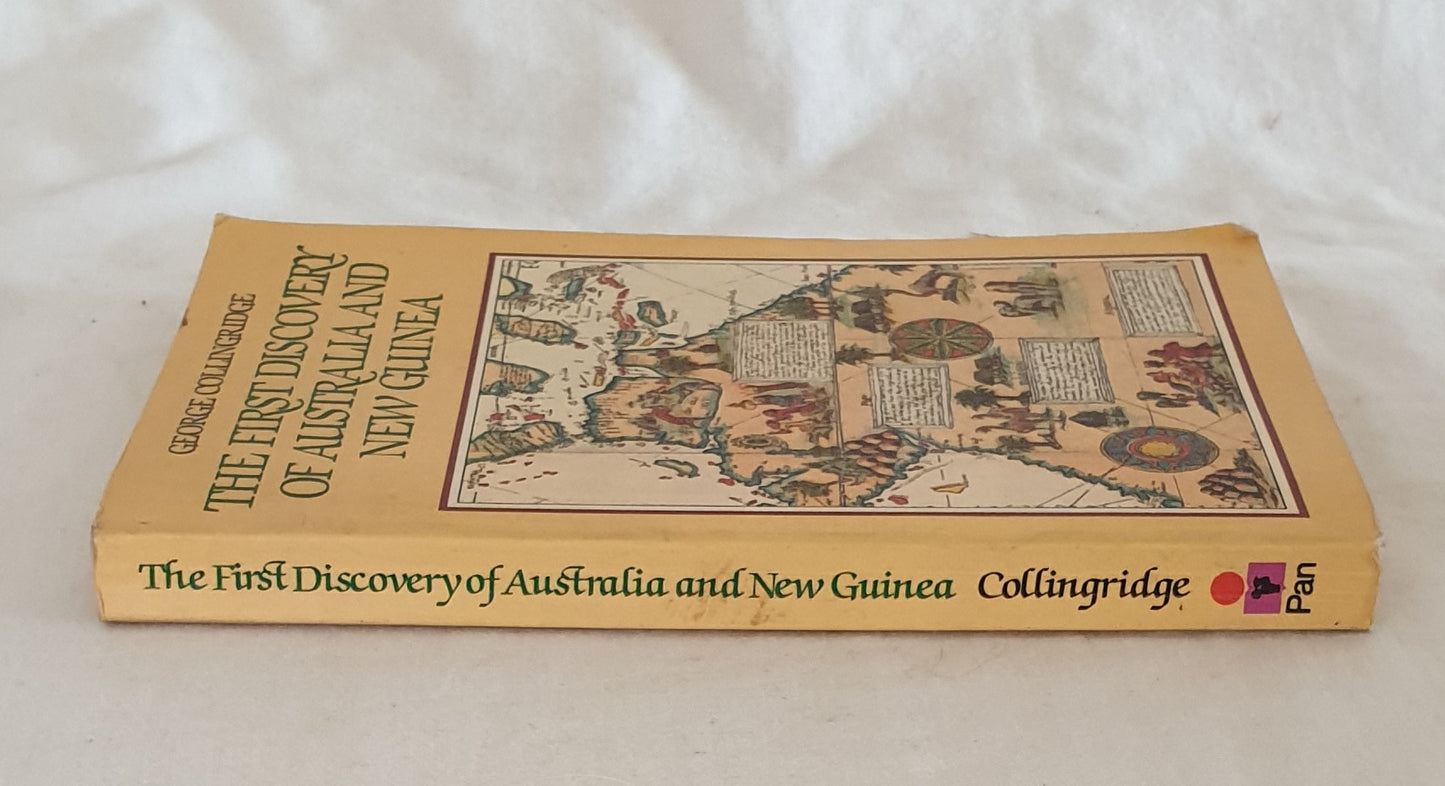 GEORGE COLLINGRIDGE
THE FIRST DISCOVERY
OF AUSTRALIA AND
NEW GUINEA
The First Discovery of Australia and New Guinea Collingridge
Pan